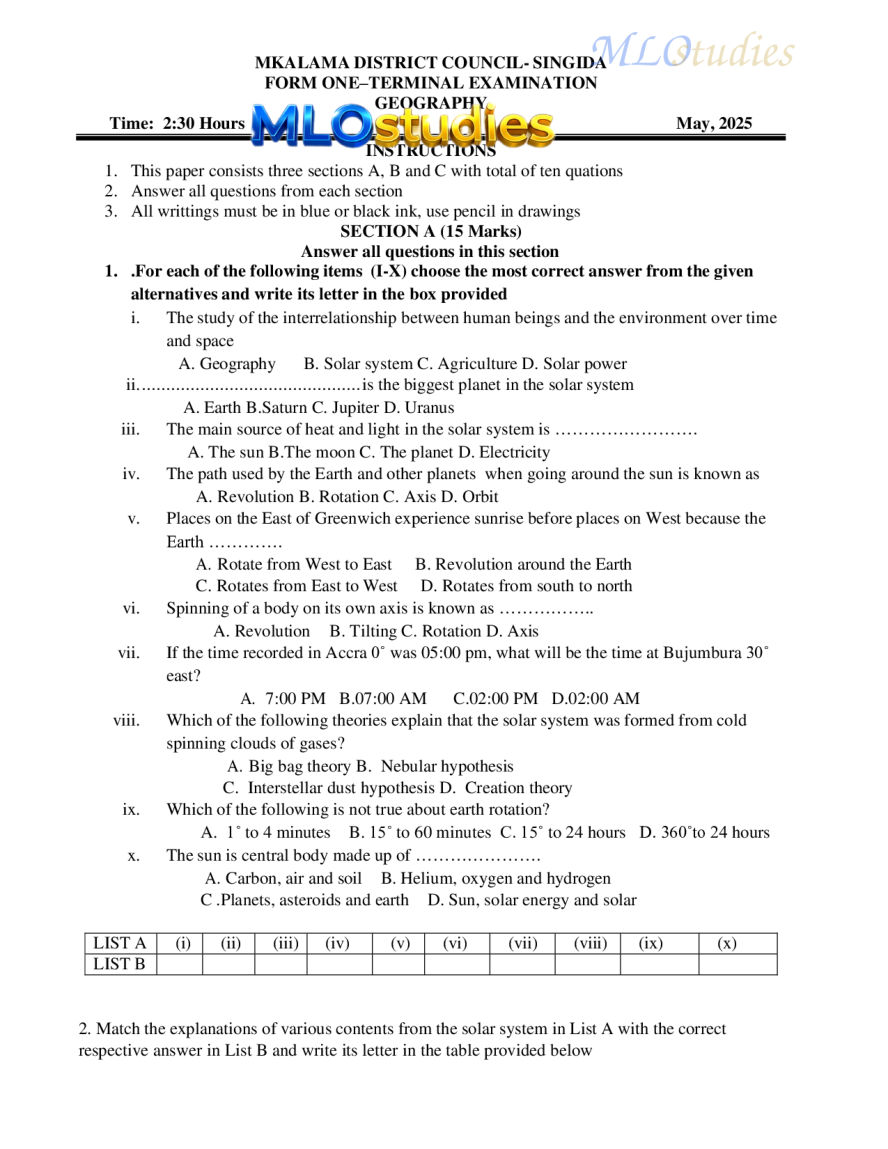 MLOstudies
MKALAMA DISTRICT COUNCIL- SINGIDA
FORM ONE–TERMINAL EXAMINATION
GEOGRAPHY
Time: 2:30 Hours MLOstudies May, 2025
INSTRUCTIONS
1. This paper consists three sections A, B and C with total of ten quations
2. Answer all questions from each section
3. All writtings must be in blue or black ink, use pencil in drawings
SECTION A (15 Marks)
Answer all questions in this section
1. .For each of the following items (I-X) choose the most correct answer from the given
alternatives and write its letter in the box provided
i. The study of the interrelationship between human beings and the environment over time
and space
A. Geography B. Solar system C. Agriculture D. Solar power
ii.............................................is the biggest planet in the solar system
A. Earth B.Saturn C. Jupiter D. Uranus
iii. The main source of heat and light in the solar system is …………………….
A. The sun B.The moon C. The planet D. Electricity
iv. The path used by the Earth and other planets when going around the sun is known as
A. Revolution B. Rotation C. Axis D. Orbit
v. Places on the East of Greenwich experience sunrise before places on West because the
Earth ………….
A. Rotate from West to East B. Revolution around the Earth
C. Rotates from East to West D. Rotates from south to north
vi. Spinning of a body on its own axis is known as ……………..
A. Revolution B. Tilting C. Rotation D. Axis
vii. If the time recorded in Accra 0˚ was 05:00 pm, what will be the time at Bujumbura 30˚
east?
A. 7:00 PM B.07:00 AM C.02:00 PM D.02:00 AM
viii. Which of the following theories explain that the solar system was formed from cold
spinning clouds of gases?
A. Big bag theory B. Nebular hypothesis
C. Interstellar dust hypothesis D. Creation theory
ix. Which of the following is not true about earth rotation?
A. 1˚ to 4 minutes B. 15˚ to 60 minutes C. 15˚ to 24 hours D. 360˚to 24 hours
x. The sun is central body made up of ………………….
A. Carbon, air and soil B. Helium, oxygen and hydrogen
C .Planets, asteroids and earth D. Sun, solar energy and solar
LIST A (i) (ii) (iii) (iv) (v) (vi) (vii) (viii) (ix) (x)
LIST B
2. Match the explanations of various contents from the solar system in List A with the correct
respective answer in List B and write its letter in the table provided below